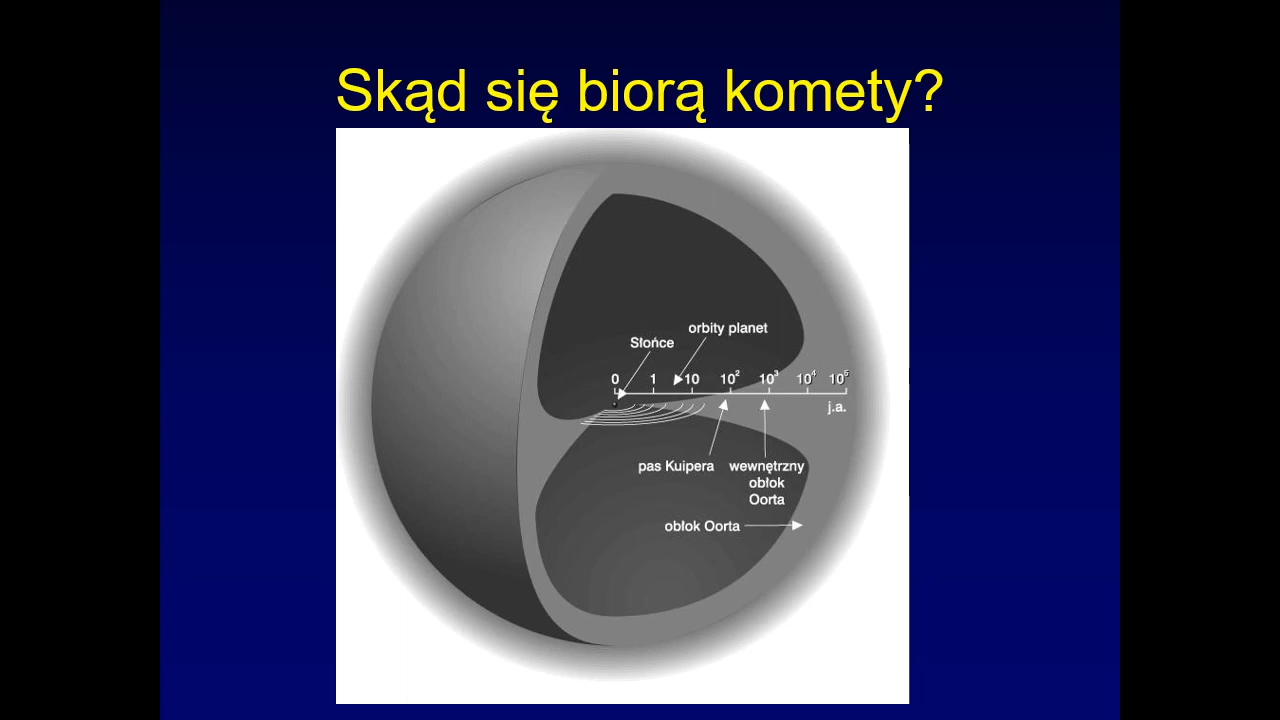 Skąd się biorą komety?
orbity planet
Słońce
0 1 10 10² 10³ 10⁴ 10⁵
j.a.
pas Kuipera
wewnętrzny
obłok
Oorta
obłok Oorta